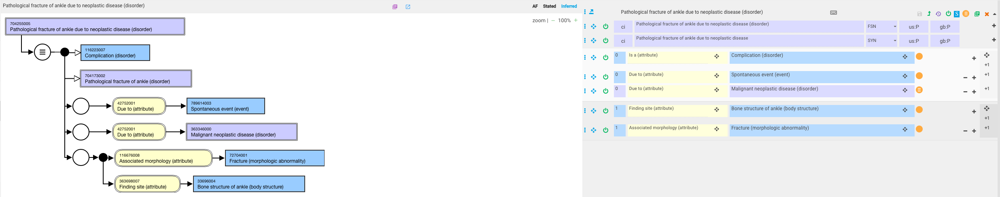 Pathological fracture of ankle due to neoplastic disease (disorder)
AF Stated Inferred
zoom | − 100% +
704255005
Pathological fracture of ankle due to neoplastic disease (disorder)
116223007
Complication (disorder)
704173002
Pathological fracture of ankle (disorder)
42752001
Due to (attribute)
789614003
Spontaneous event (event)
42752001
Due to (attribute)
363346000
Malignant neoplastic disease (disorder)
116676008
Associated morphology (attribute)
72704001
Fracture (morphologic abnormality)
363698007
Finding site (attribute)
33696004
Bone structure of ankle (body structure)
Pathological fracture of ankle due to neoplastic disease (disorder)
S
ci Pathological fracture of ankle due to neoplastic disease (disorder) FSN us:P gb:P +
ci Pathological fracture of ankle due to neoplastic disease SYN us:P gb:P +
0 Is a (attribute) Complication (disorder) +
+1
0 Due to (attribute) Spontaneous event (event) − + +1
0 Due to (attribute) Malignant neoplastic disease (disorder) − + +1
1 Finding site (attribute) Bone structure of ankle (body structure) +
+1
1 Associated morphology (attribute) Fracture (morphologic abnormality) − + +1